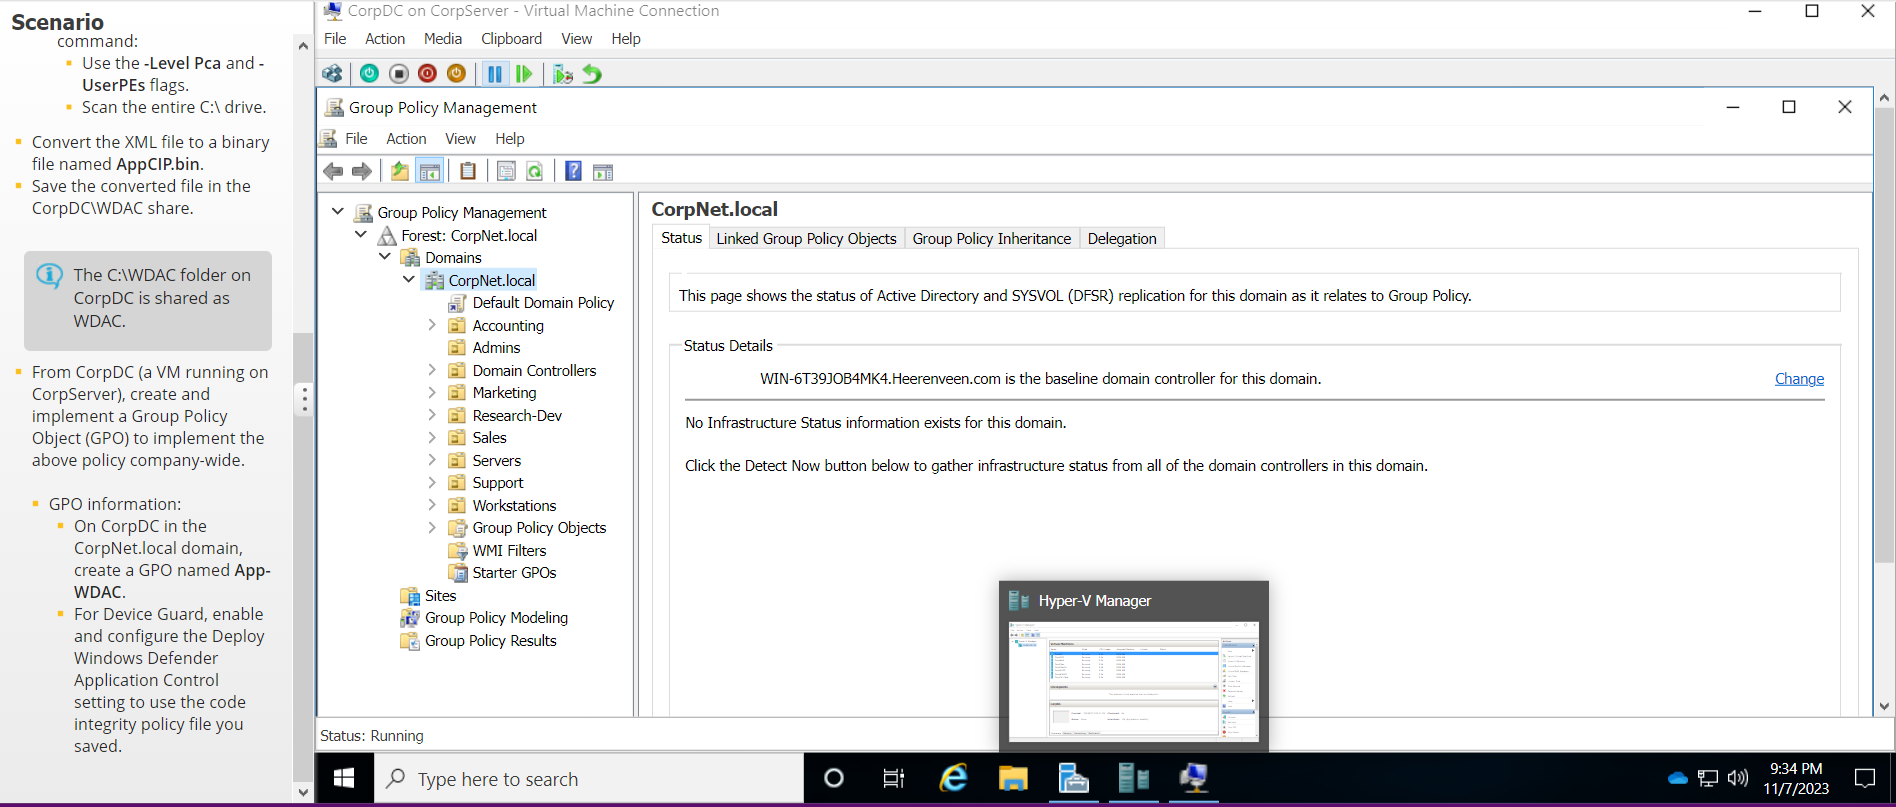 Scenario
command:
Use the -Level Pca and -
UserPEs flags.
Scan the entire C:\ drive.
Convert the XML file to a binary
file named AppCIP.bin.
Save the converted file in the
CorpDC\WDAC share.
The C:\WDAC folder on
CorpDC is shared as
WDAC.
From CorpDC (a VM running on
CorpServer), create and
implement a Group Policy
Object (GPO) to implement the
above policy company-wide.
GPO information:
On CorpDC in the
CorpNet.local domain,
create a GPO named App-
WDAC.
For Device Guard, enable
and configure the Deploy
Windows Defender
Application Control
setting to use the code
integrity policy file you
saved.
CorpDC on CorpServer - Virtual Machine Connection
File Action Media Clipboard View Help
Group Policy Management
File Action View Help
Group Policy Management
Forest: CorpNet.local
Domains
CorpNet.local
Default Domain Policy
Accounting
Admins
Domain Controllers
Marketing
Research-Dev
Sales
Servers
Support
Workstations
Group Policy Objects
WMI Filters
Starter GPOs
Sites
Group Policy Modeling
Group Policy Results
CorpNet.local
Status Linked Group Policy Objects Group Policy Inheritance Delegation
This page shows the status of Active Directory and SYSVOL (DFSR) replication for this domain as it relates to Group Policy.
Status Details
WIN-6T39JOB4MK4.Heerenveen.com is the baseline domain controller for this domain. Change
No Infrastructure Status information exists for this domain.
Click the Detect Now button below to gather infrastructure status from all of the domain controllers in this domain.
Hyper-V Manager
Status: Running
Type here to search
9:34 PM
11/7/2023